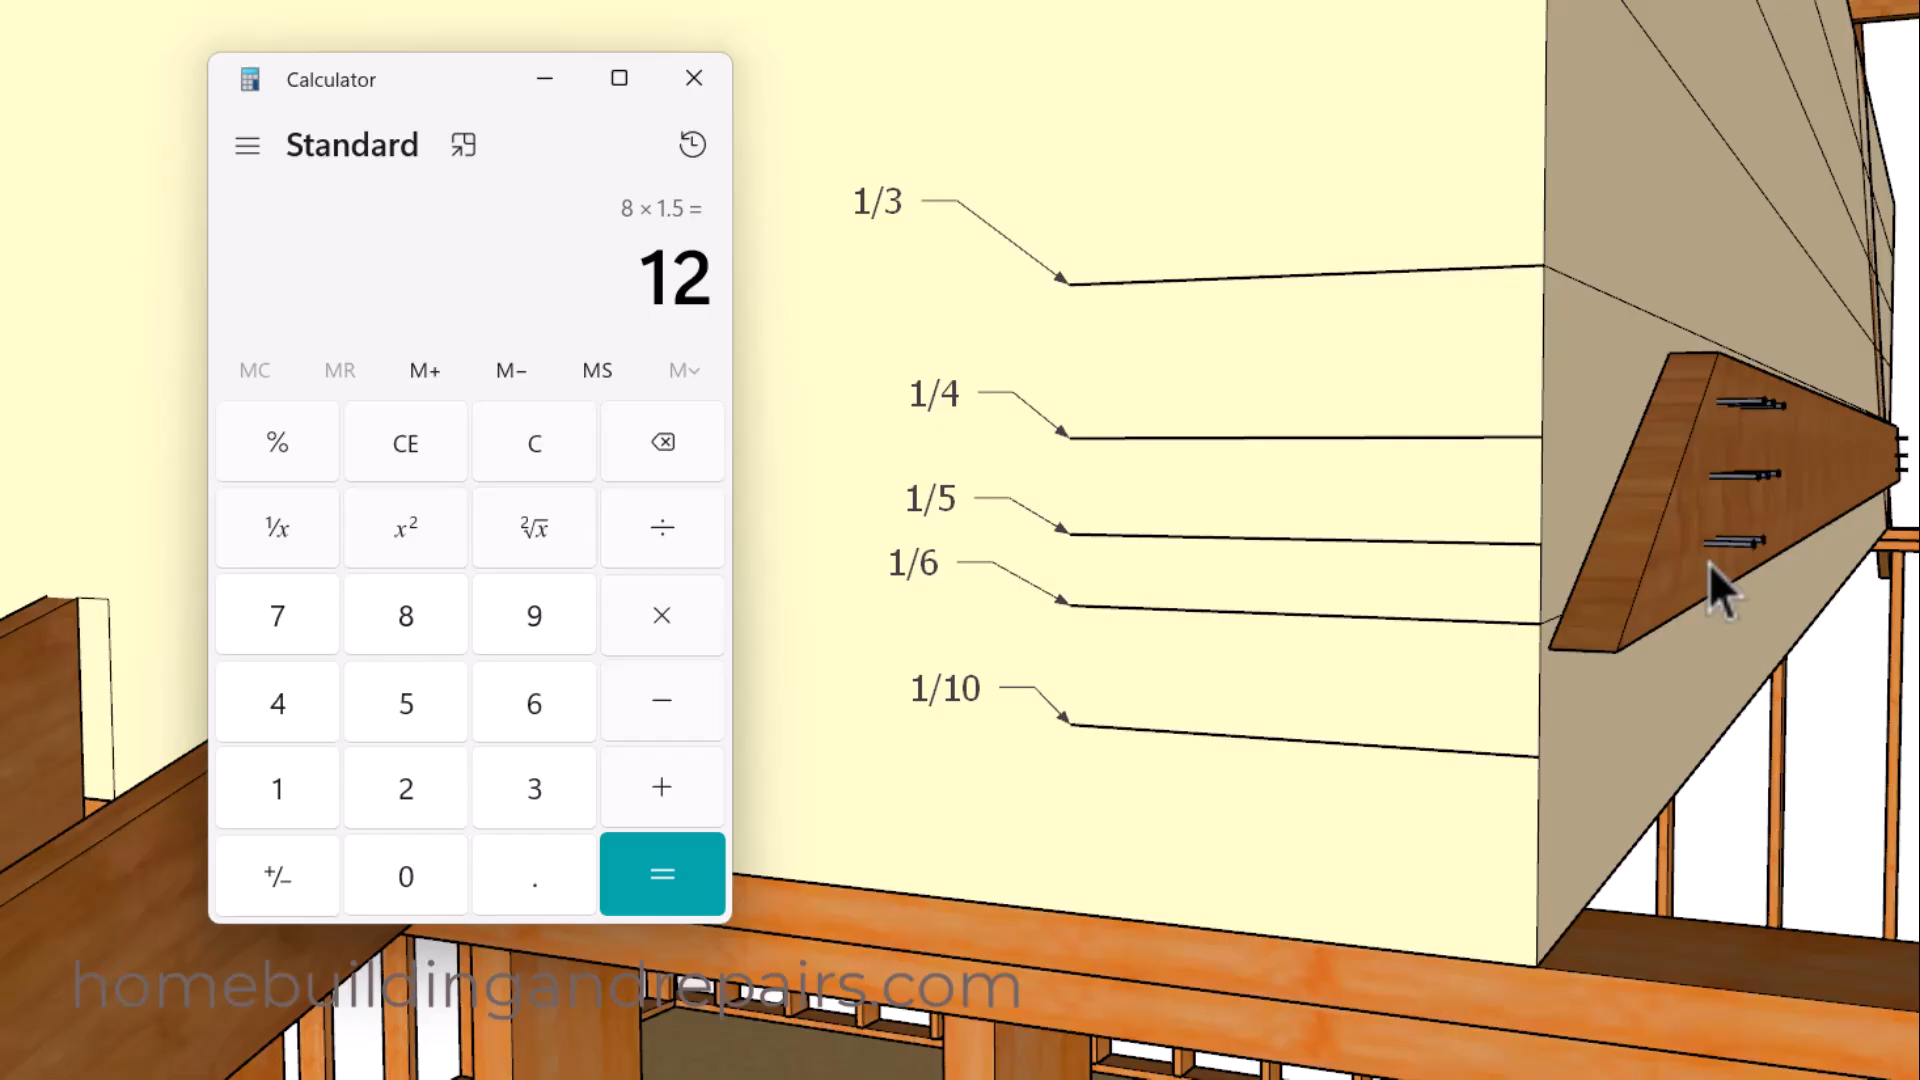 Calculator
Standard
8 × 1.5 =
12
MC MR M+ M− MS M
% CE C
1/x x² ²√x ÷
7 8 9 ×
4 5 6 −
1 2 3 +
+/− 0 . =
1/3
1/4
1/5
1/6
1/10
homebuildingandrepairs.com